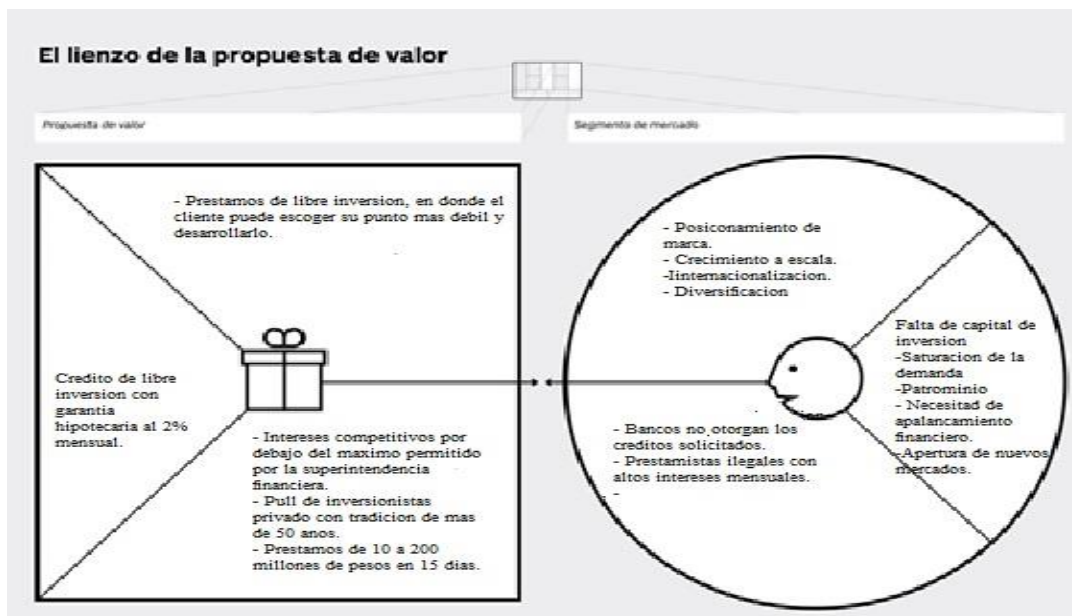 El lienzo de la propuesta de valor
Propuesta de valor
Segmento de mercado
- Prestamos de libre inversion, en donde el
cliente puede escoger su punto mas debil y
desarrollarlo.
Credito de libre
inversion con
garantia
hipotecaria al 2%
mensual.
- Intereses competitivos por
debajo del maximo permitido
por la superintendencia
financiera.
- Pull de inversionistas
privado con tradicion de mas
de 50 anos.
- Prestamos de 10 a 200
millones de pesos en 15 dias.
- Posiconamiento de
marca.
- Crecimiento a escala.
-Iinternacionalizacion.
- Diversificacion
Falta de capital de
inversion
-Saturacion de la
demanda
-Patrominio
- Necesitad de
apalancamiento
financiero.
-Apertura de nuevos
mercados.
- Bancos no otorgan los
creditos solicitados.
- Prestamistas ilegales con
altos intereses mensuales.
-